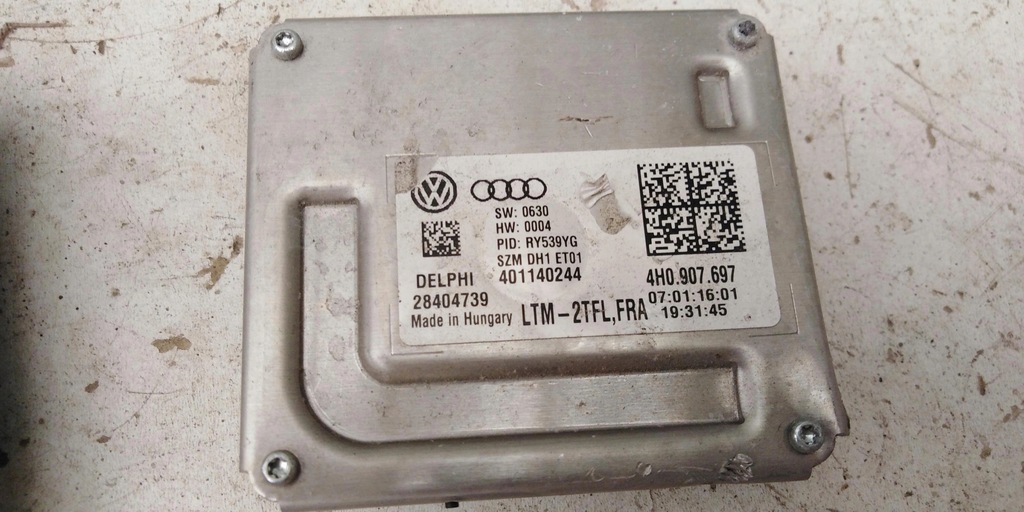 SW: 0630
HW: 0004
PID: RY539YG
SZM DH1 ET01
DELPHI 401140244
28404739
Made in Hungary LTM-2TFL,FRA
4H0.907.697
07:01:16:01
19:31:45